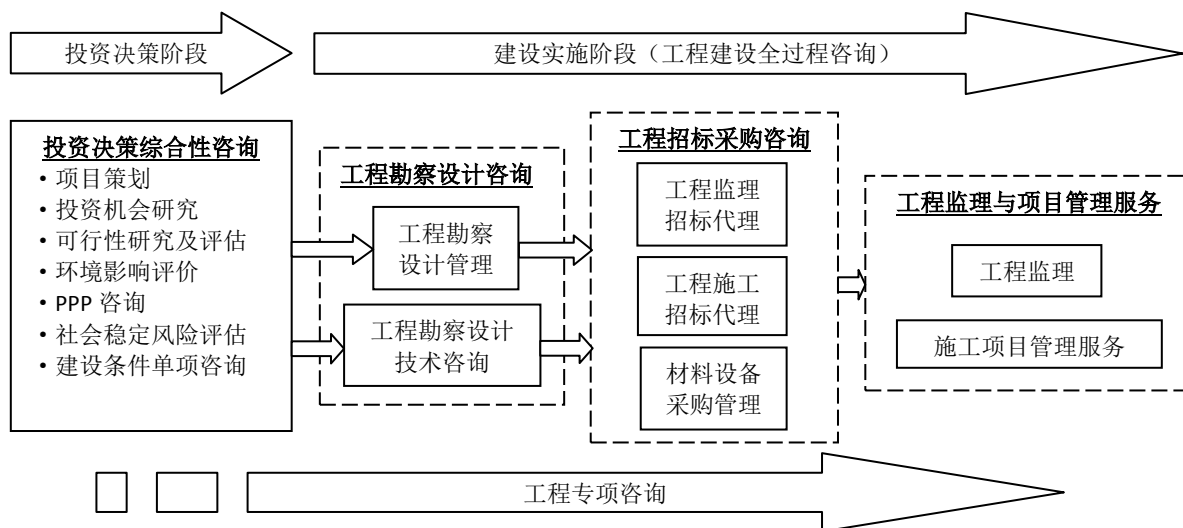 投资决策阶段
建设实施阶段（工程建设全过程咨询）
投资决策综合性咨询
• 项目策划
• 投资机会研究
• 可行性研究及评估
• 环境影响评价
• PPP 咨询
• 社会稳定风险评估
• 建设条件单项咨询
工程勘察设计咨询
工程勘察
设计管理
工程勘察设计
技术咨询
工程招标采购咨询
工程监理
招标代理
工程施工
招标代理
材料设备
采购管理
工程监理与项目管理服务
工程监理
施工项目管理服务
工程专项咨询